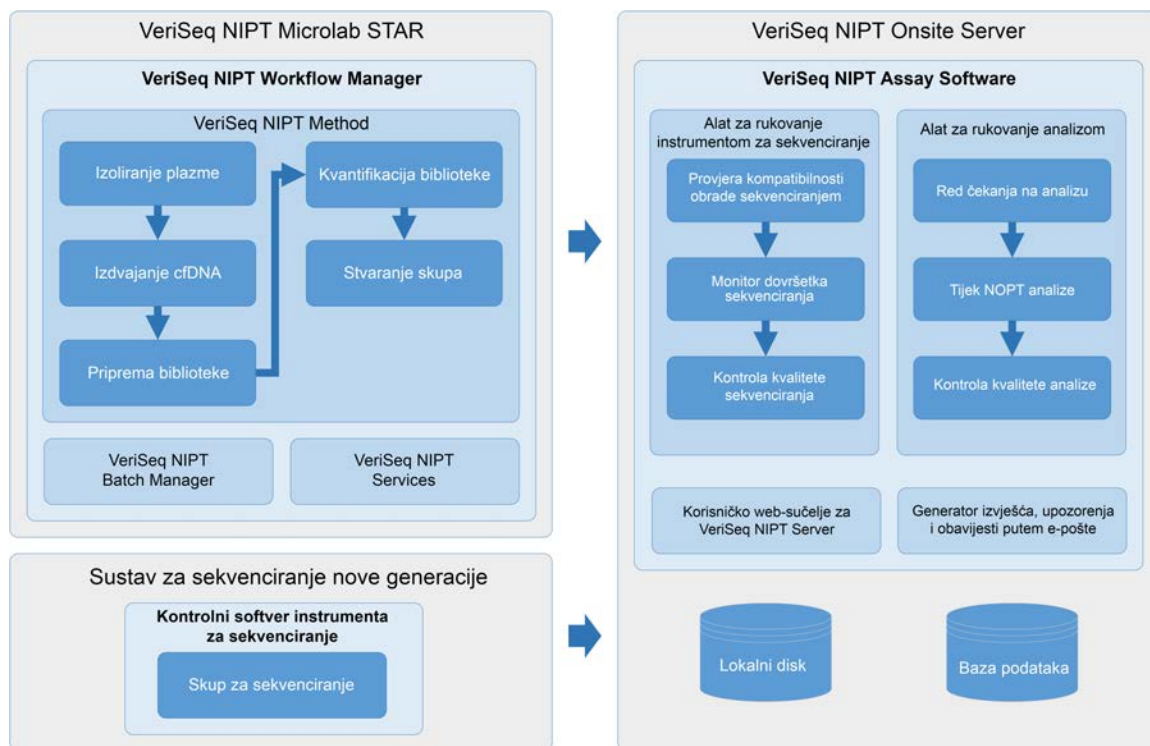 VeriSeq NIPT Microlab STAR
VeriSeq NIPT Workflow Manager
VeriSeq NIPT Method
Izoliranje plazme
Izdvajanje cfDNA
Priprema biblioteke
Kvantifikacija biblioteke
Stvaranje skupa
VeriSeq NIPT
Batch Manager
VeriSeq NIPT
Services
Sustav za sekvenciranje nove generacije
Kontrolni softver instrumenta
za sekvenciranje
Skup za sekvenciranje
VeriSeq NIPT Onsite Server
VeriSeq NIPT Assay Software
Alat za rukovanje
instrumentom za sekvenciranje
Provjera kompatibilnosti
obrade sekvenciranjem
Monitor dovršetka
sekvenciranja
Kontrola kvalitete
sekvenciranja
Alat za rukovanje analizom
Red čekanja na analizu
Tijek NOPT analize
Kontrola kvalitete analize
Korisničko web-sučelje za
VeriSeq NIPT Server
Generator izvješća, upozorenja
i obavijesti putem e-pošte
Lokalni disk
Baza podataka